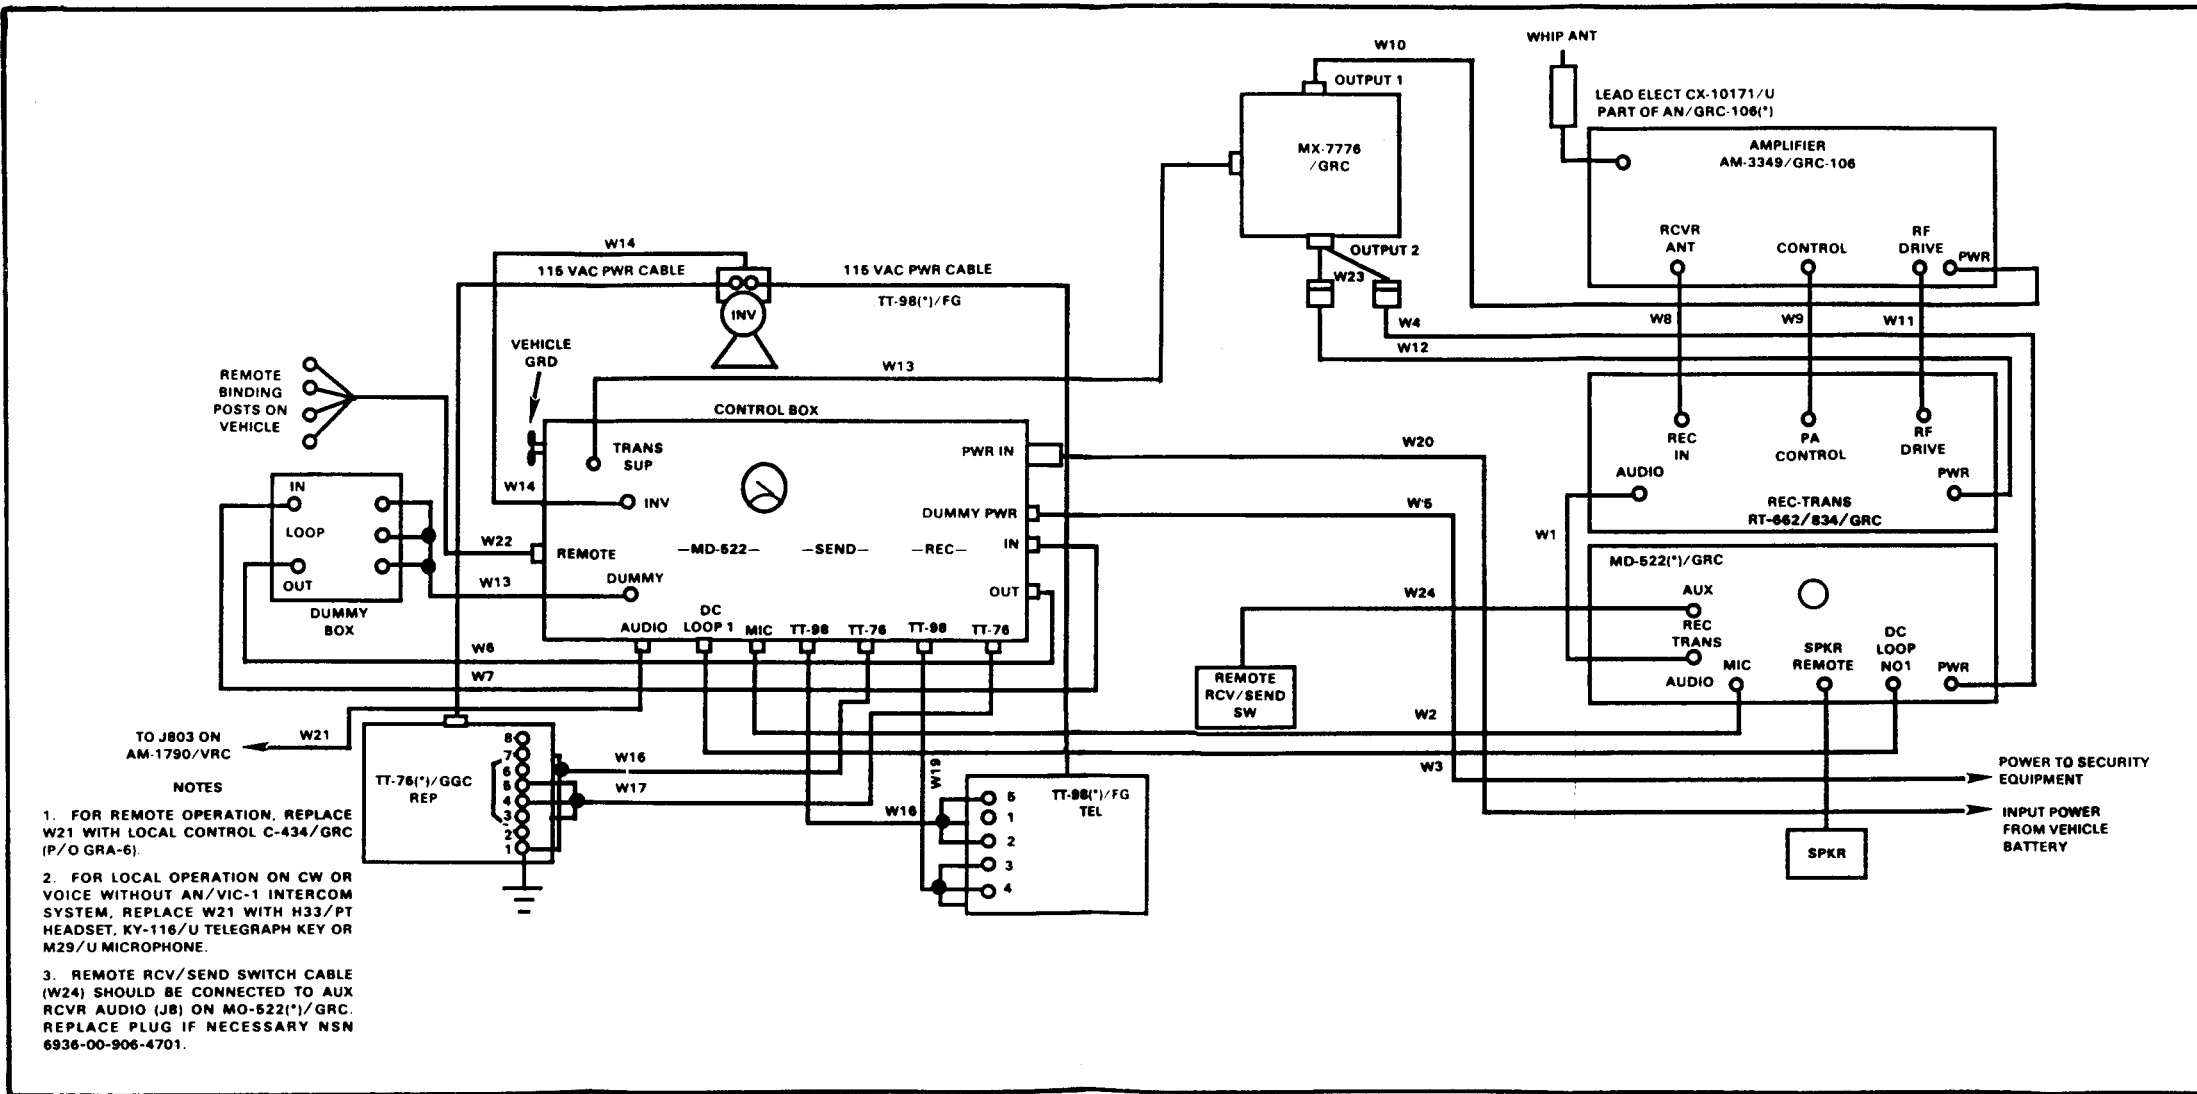 WHIP ANT
LEAD ELECT CX-10171/U
PART OF AN/GRC-106(*)
W10
OUTPUT 1
MX-7776
/GRC
OUTPUT 2
W23
AMPLIFIER
AM-3349/GRC-106
RCVR
ANT
CONTROL
RF
DRIVE
PWR
W8
W9
W11
W4
W12
W14
115 VAC PWR CABLE
115 VAC PWR CABLE
TT-98(*)/FG
INV
VEHICLE
GRD
W13
REMOTE
BINDING
POSTS ON
VEHICLE
CONTROL BOX
TRANS
SUP
PWR IN
W20
W14
INV
DUMMY PWR
W5
IN
LOOP
OUT
DUMMY
BOX
W22
REMOTE
-MD-522-
-SEND-
-REC-
IN
W13
DUMMY
OUT
AUDIO
DC
LOOP 1
MIC
TT-98
TT-76
TT-98
TT-76
W6
W7
REC
IN
PA
CONTROL
RF
DRIVE
AUDIO
PWR
REC-TRANS
RT-662/834/GRC
W1
MD-522(*)/GRC
AUX
REC
TRANS
AUDIO
MIC
SPKR
REMOTE
DC
LOOP
NO1
PWR
W24
REMOTE
RCV/SEND
SW
W2
W3
TO J803 ON
AM-1790/VRC
W21
TT-76(*)/GGC
REP
8
7
6
5
4
3
2
1
W16
W17
W19
W16
TT-98(*)/FG
TEL
5
1
2
3
4
POWER TO SECURITY
EQUIPMENT
INPUT POWER
FROM VEHICLE
BATTERY
SPKR
NOTES
1. FOR REMOTE OPERATION, REPLACE
W21 WITH LOCAL CONTROL C-434/GRC
(P/O GRA-6).
2. FOR LOCAL OPERATION ON CW OR
VOICE WITHOUT AN/VIC-1 INTERCOM
SYSTEM, REPLACE W21 WITH H33/PT
HEADSET, KY-116/U TELEGRAPH KEY OR
M29/U MICROPHONE.
3. REMOTE RCV/SEND SWITCH CABLE
(W24) SHOULD BE CONNECTED TO AUX
RCVR AUDIO (J8) ON MO-522(*)/GRC.
REPLACE PLUG IF NECESSARY NSN
6936-00-906-4701.